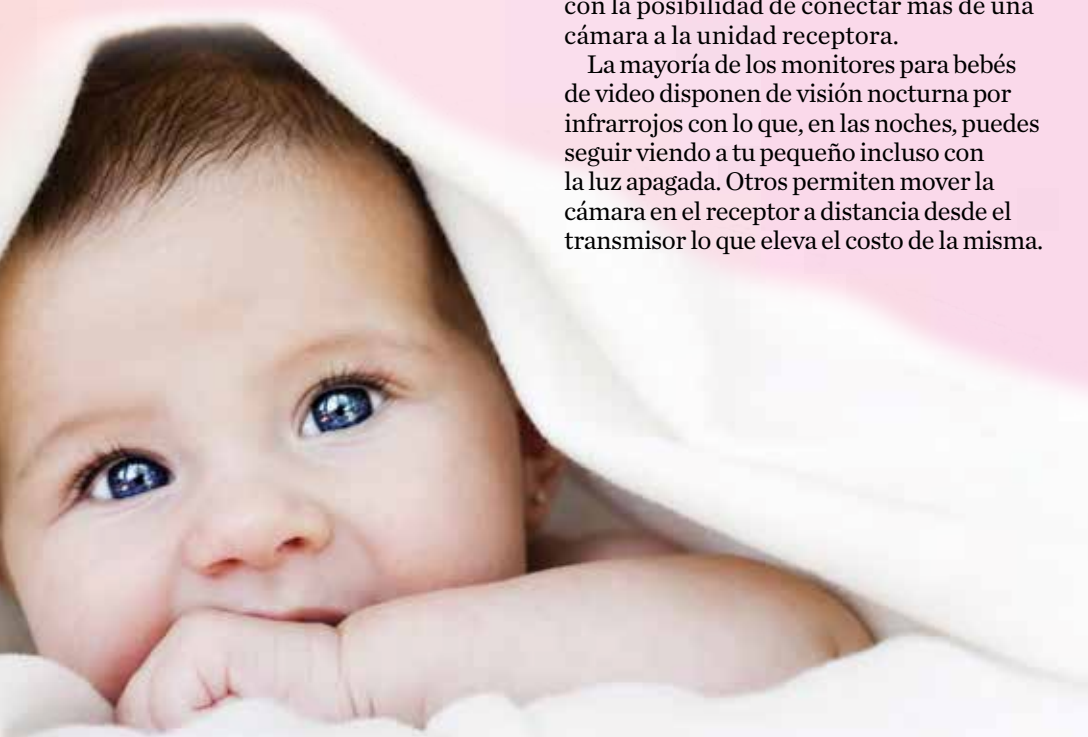 con la posibilidad de conectar más de una
cámara a la unidad receptora.
La mayoría de los monitores para bebés
de video disponen de visión nocturna por
infrarrojos con lo que, en las noches, puedes
seguir viendo a tu pequeño incluso con
la luz apagada. Otros permiten mover la
cámara en el receptor a distancia desde el
transmisor lo que eleva el costo de la misma.